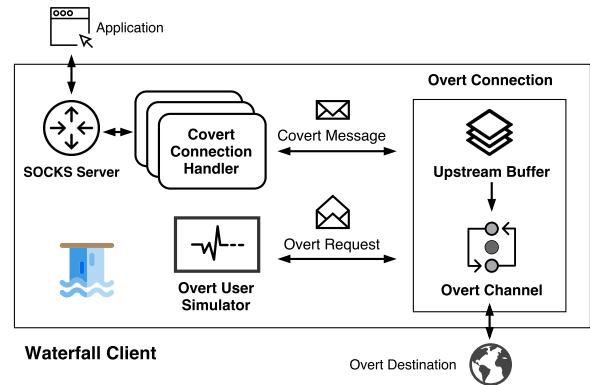 Application
Overt Connection
SOCKS Server
Covert
Connection
Handler
Covert Message
Upstream Buffer
Overt User
Simulator
Overt Request
Overt Channel
Waterfall Client
Overt Destination